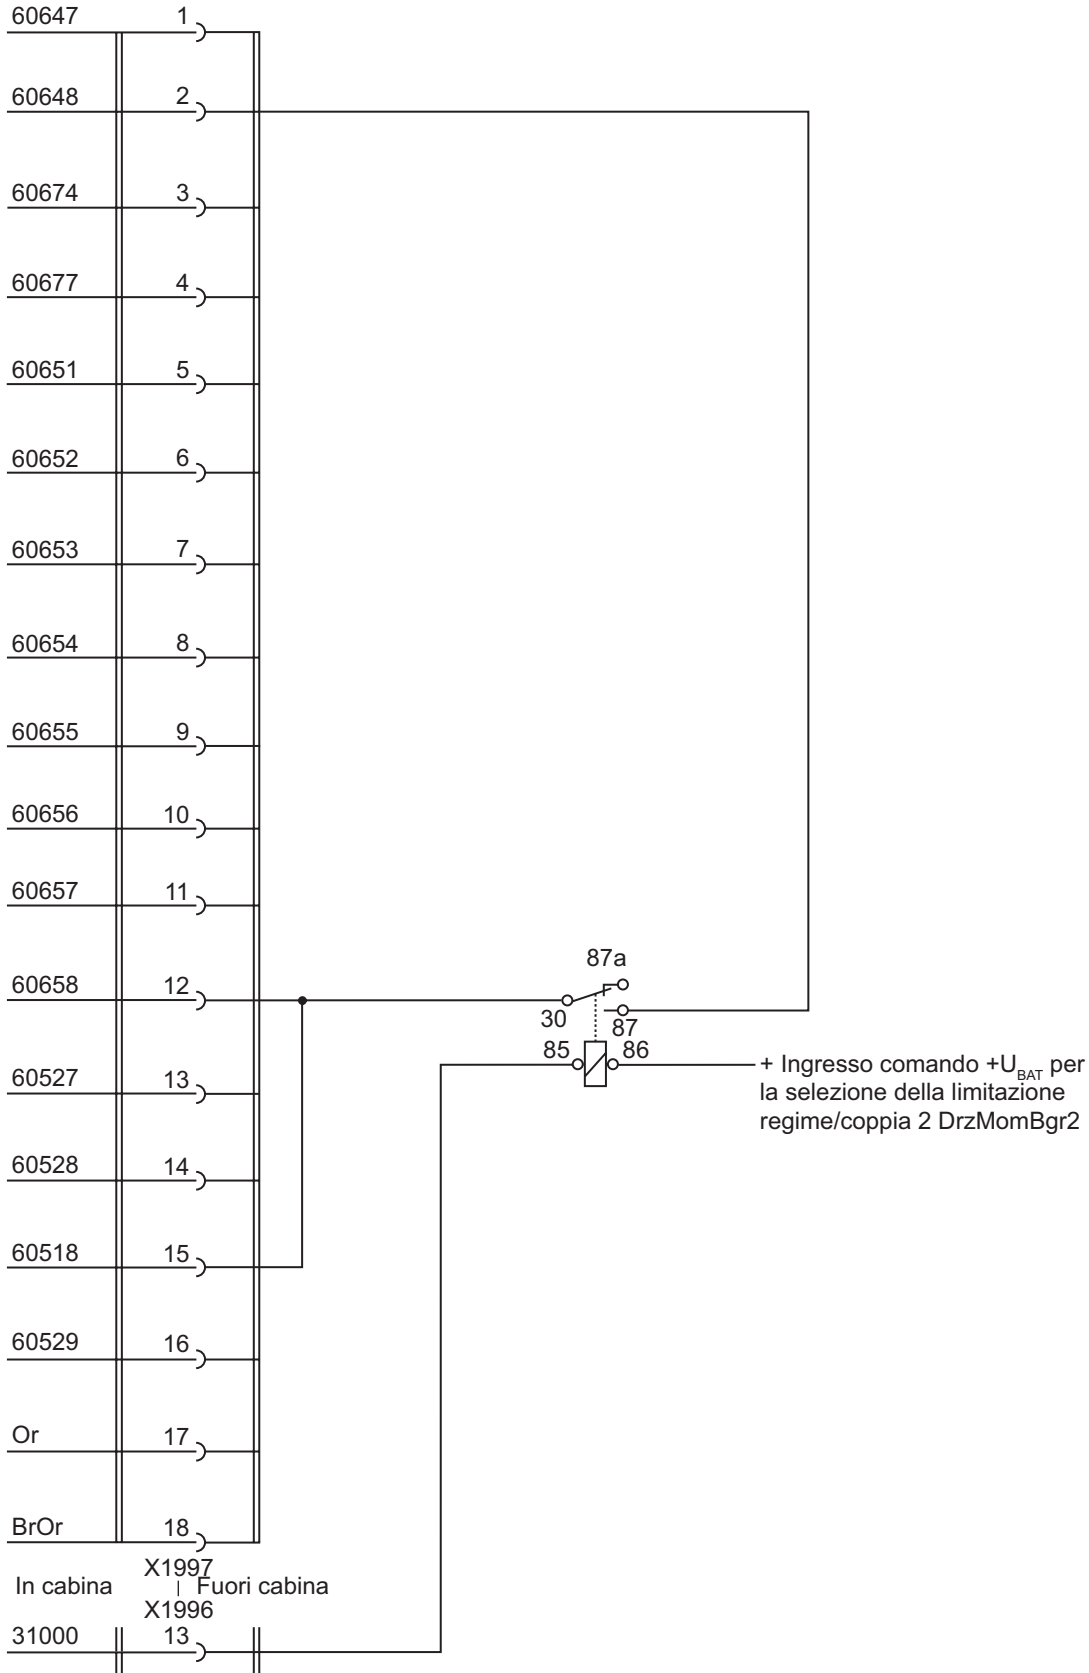 60647 1
60648 2
60674 3
60677 4
60651 5
60652 6
60653 7
60654 8
60655 9
60656 10
60657 11
87a
60658 12
30
87
85 86
+ Ingresso comando +UBAT per
la selezione della limitazione
regime/coppia 2 DrzMomBgr2
60527 13
60528 14
60518 15
60529 16
Or 17
BrOr 18
X1997
In cabina | Fuori cabina
X1996
31000 13